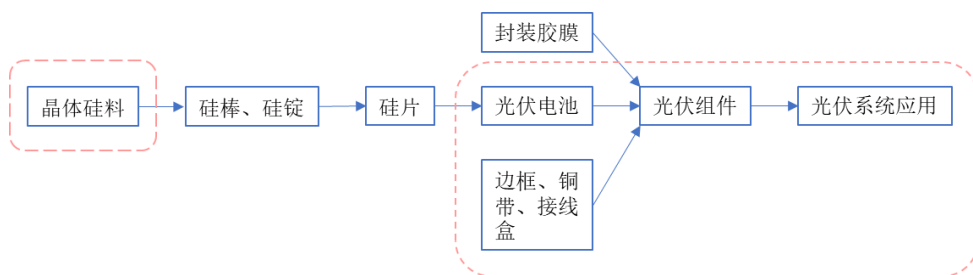 封装胶膜
晶体硅料
硅棒、硅锭
硅片
光伏电池
光伏组件
光伏系统应用
边框、铜
带、接线
盒